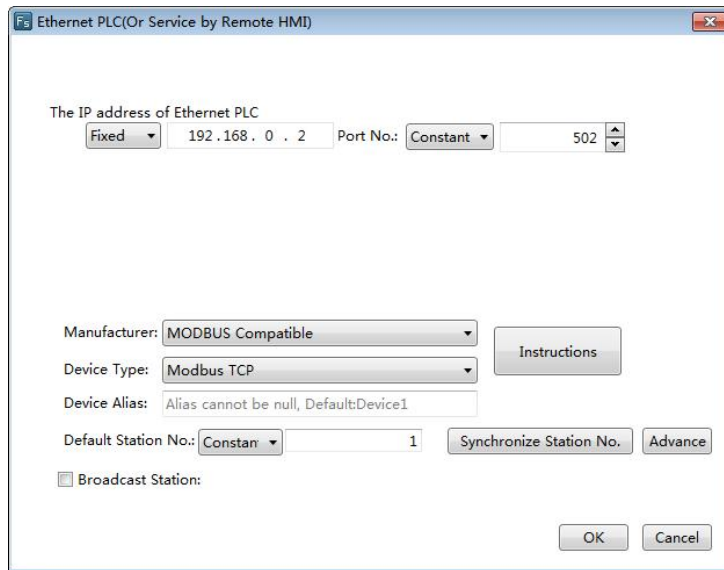 Fs Ethernet PLC(Or Service by Remote HMI)
The IP address of Ethernet PLC
Fixed 192.168. 0 . 2 Port No.: Constant 502
Manufacturer: MODBUS Compatible
Instructions
Device Type: Modbus TCP
Device Alias: Alias cannot be null, Default:Device1
Default Station No.: Constan 1 Synchronize Station No. Advance
Broadcast Station:
OK Cancel